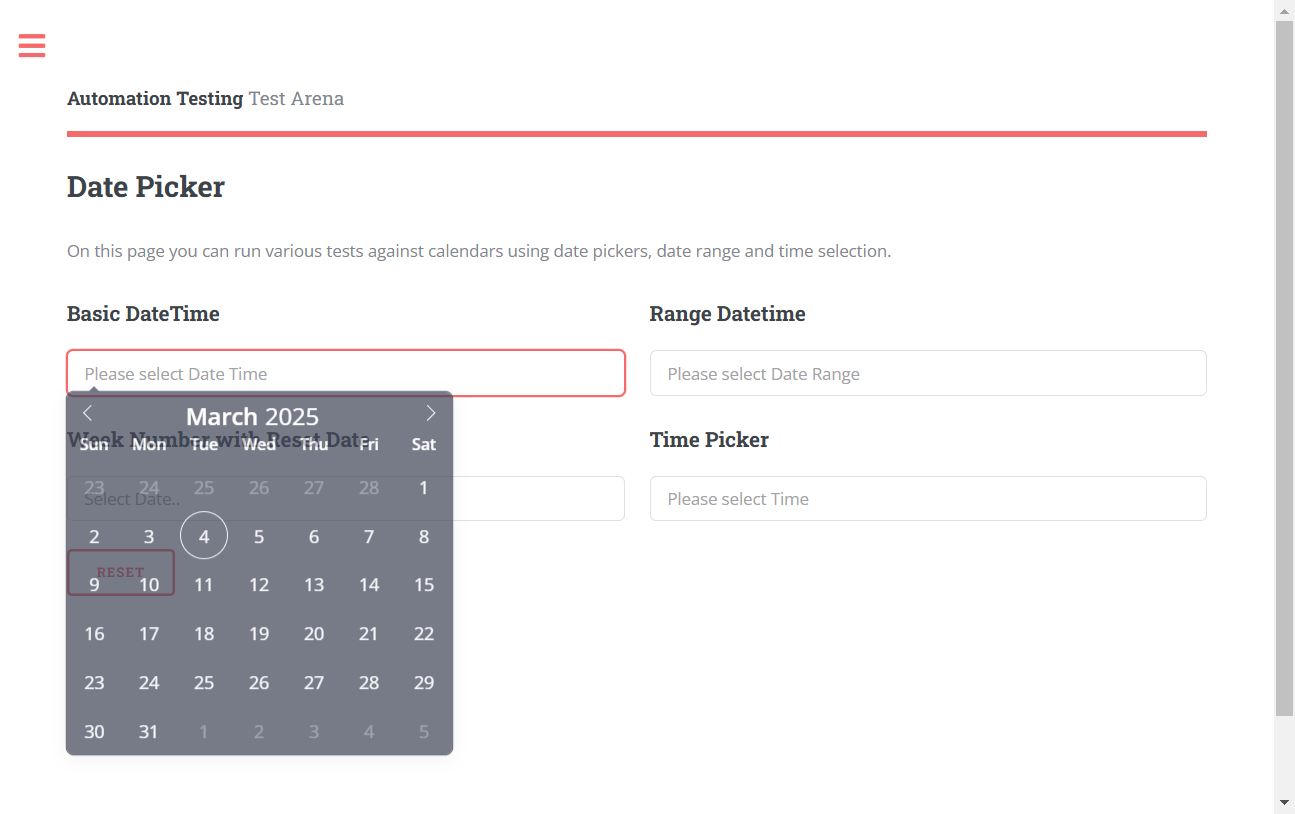 Automation Testing Test Arena
Date Picker
On this page you can run various tests against calendars using date pickers, date range and time selection.
Basic DateTime
Range Datetime
Please select Date Time
Please select Date Range
March 2025
Week Number with Reset Date
Time Picker
Sun Mon Tue Wed Thu Fri Sat
23 24 25 26 27 28 1
Select Date..
Please select Time
2 3 4 5 6 7 8
RESET
9 10 11 12 13 14 15
16 17 18 19 20 21 22
23 24 25 26 27 28 29
30 31 1 2 3 4 5